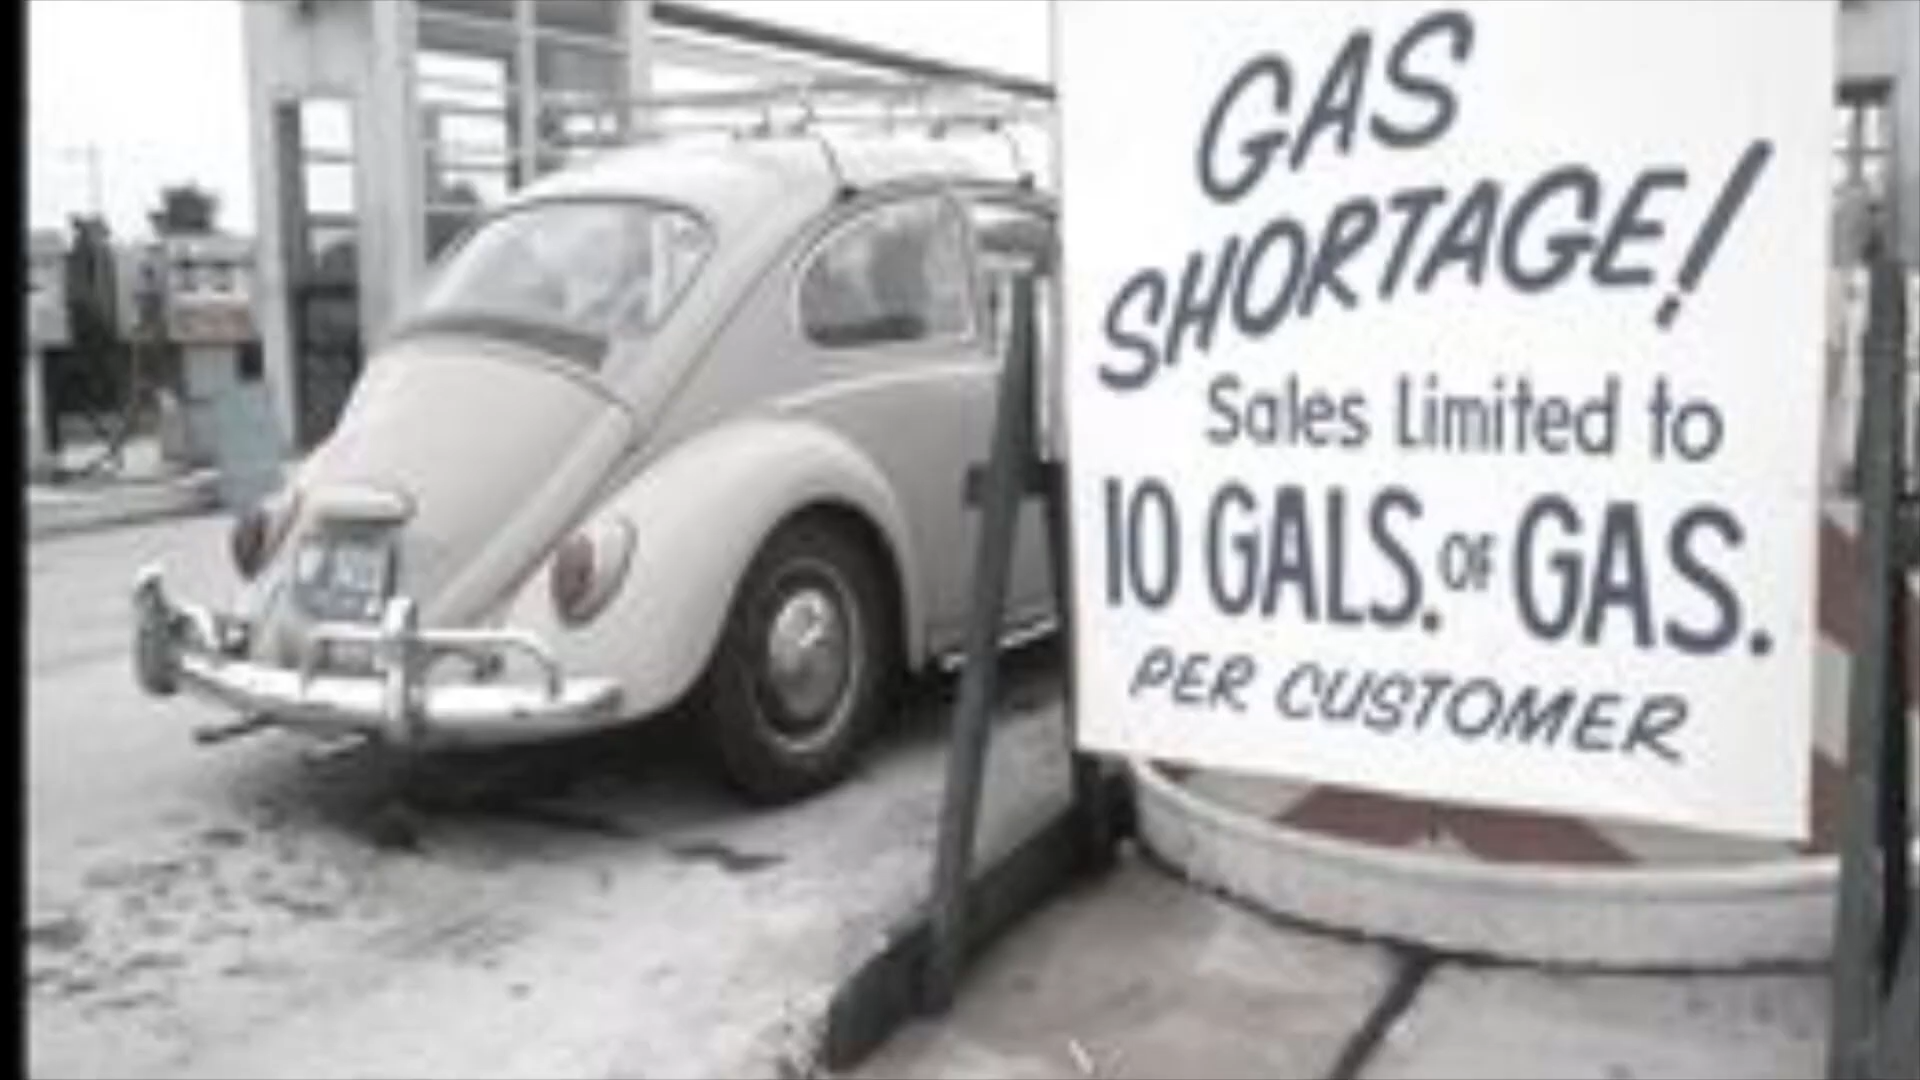 GAS
SHORTAGE!
Sales Limited to
10 GALS. OF GAS.
PER CUSTOMER